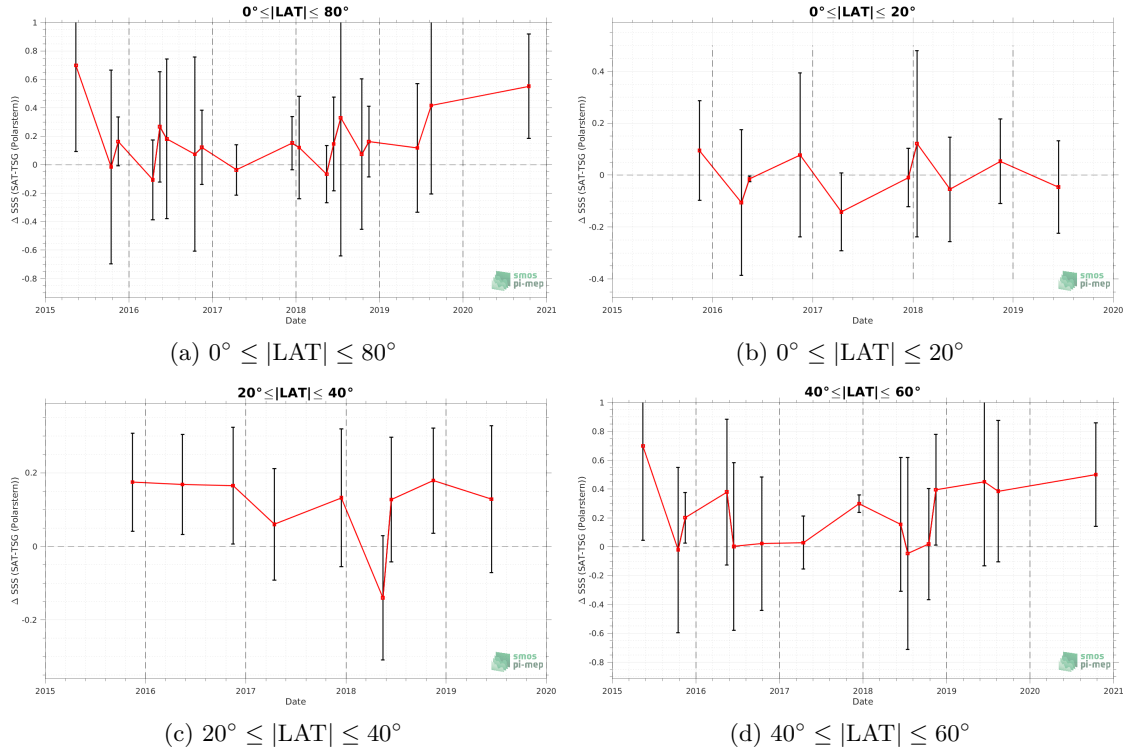 0°≤|LAT|≤ 80°
Δ SSS (SAT-TSG (Polarstern))
1
0.8
0.6
0.4
0.2
0
-0.2
-0.4
-0.6
-0.8
2015 2016 2017 2018 2019 2020 2021
Date
smos
pi-mep
(a) 0° ≤ |LAT| ≤ 80°
0°≤|LAT|≤ 20°
Δ SSS (SAT-TSG (Polarstern))
0.4
0.2
0
-0.2
-0.4
2015 2016 2017 2018 2019 2020
Date
smos
pi-mep
(b) 0° ≤ |LAT| ≤ 20°
20°≤|LAT|≤ 40°
Δ SSS (SAT-TSG (Polarstern))
0.2
0
-0.2
2015 2016 2017 2018 2019 2020
Date
smos
pi-mep
(c) 20° ≤ |LAT| ≤ 40°
40°≤|LAT|≤ 60°
Δ SSS (SAT-TSG (Polarstern))
1
0.8
0.6
0.4
0.2
0
-0.2
-0.4
-0.6
-0.8
2015 2016 2017 2018 2019 2020 2021
Date
smos
pi-mep
(d) 40° ≤ |LAT| ≤ 60°